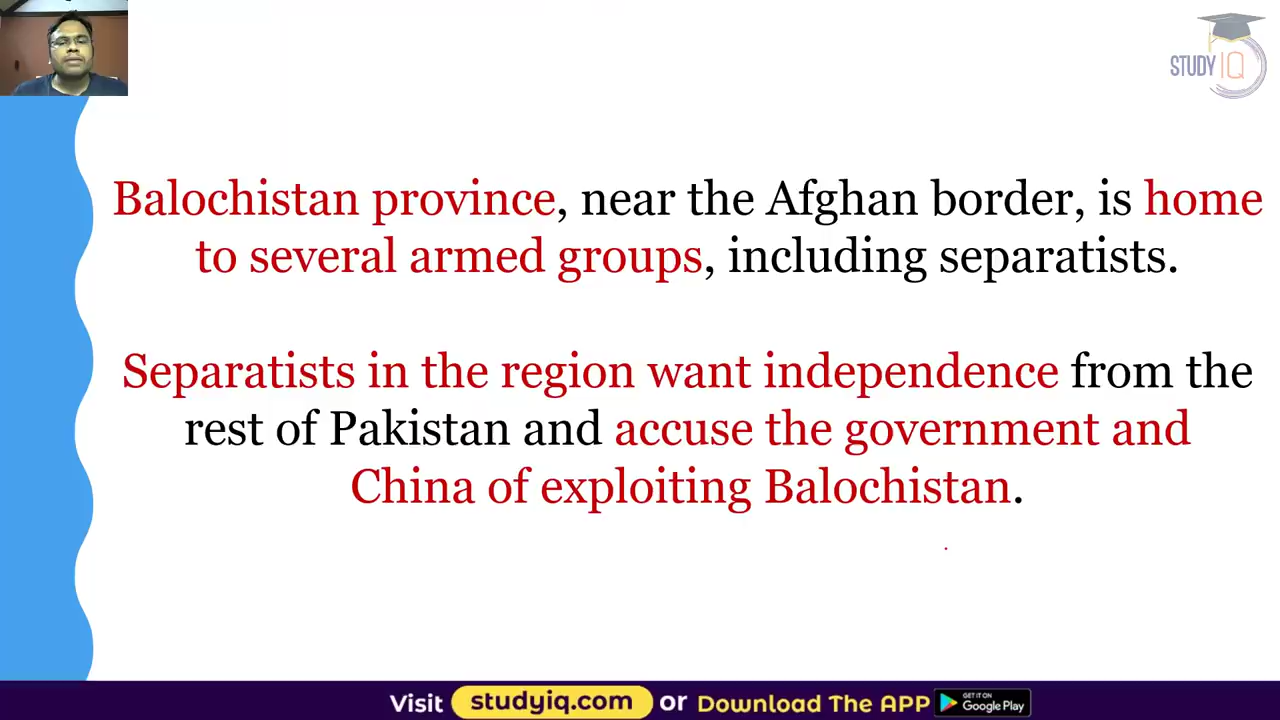 STUDY IQ
Balochistan province, near the Afghan border, is home
to several armed groups, including separatists.
Separatists in the region want independence from the
rest of Pakistan and accuse the government and
China of exploiting Balochistan.
Visit studyiq.com or Download The APP GET IT ON Google Play